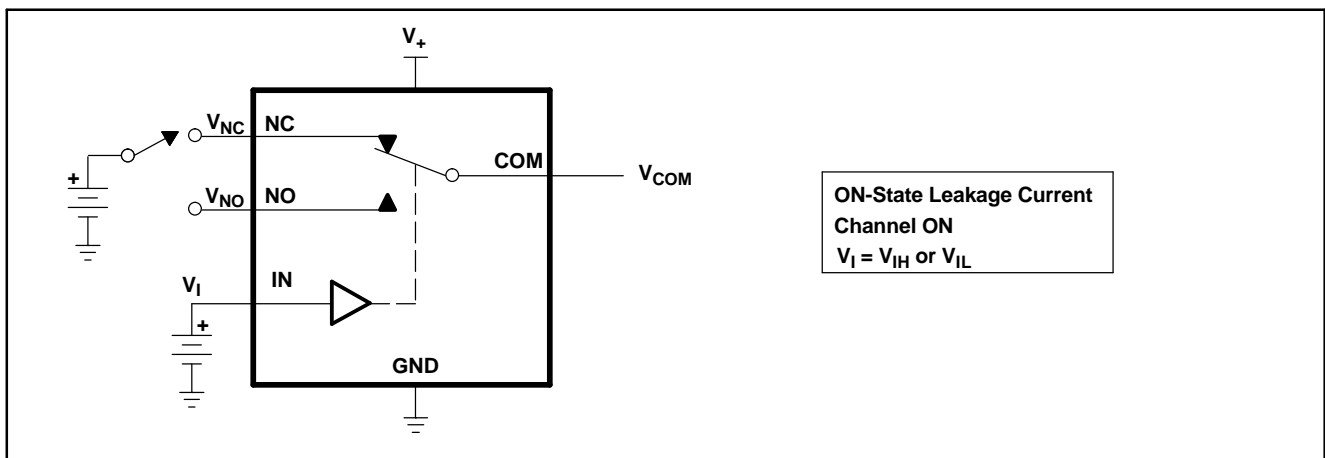 V+
VNC NC
+
COM
VCOM
VNO NO
VI IN
+
GND
ON-State Leakage Current
Channel ON
VI = VIH or VIL